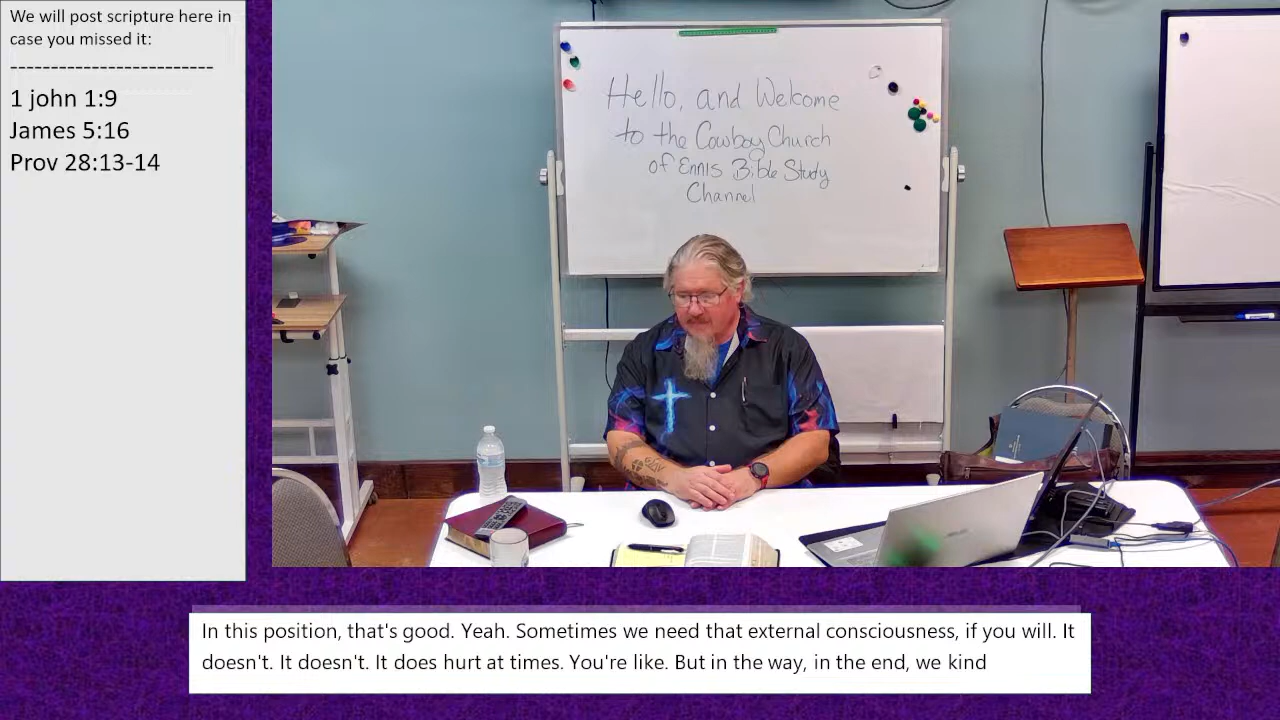 We will post scripture here in
case you missed it:
-------------------------
1 john 1:9
James 5:16
Prov 28:13-14
Hello, and Welcome
to the Cowboy Church
of Ennis Bible Study
Channel
In this position, that's good. Yeah. Sometimes we need that external consciousness, if you will. It
doesn't. It doesn't. It does hurt at times. You're like. But in the way, in the end, we kind